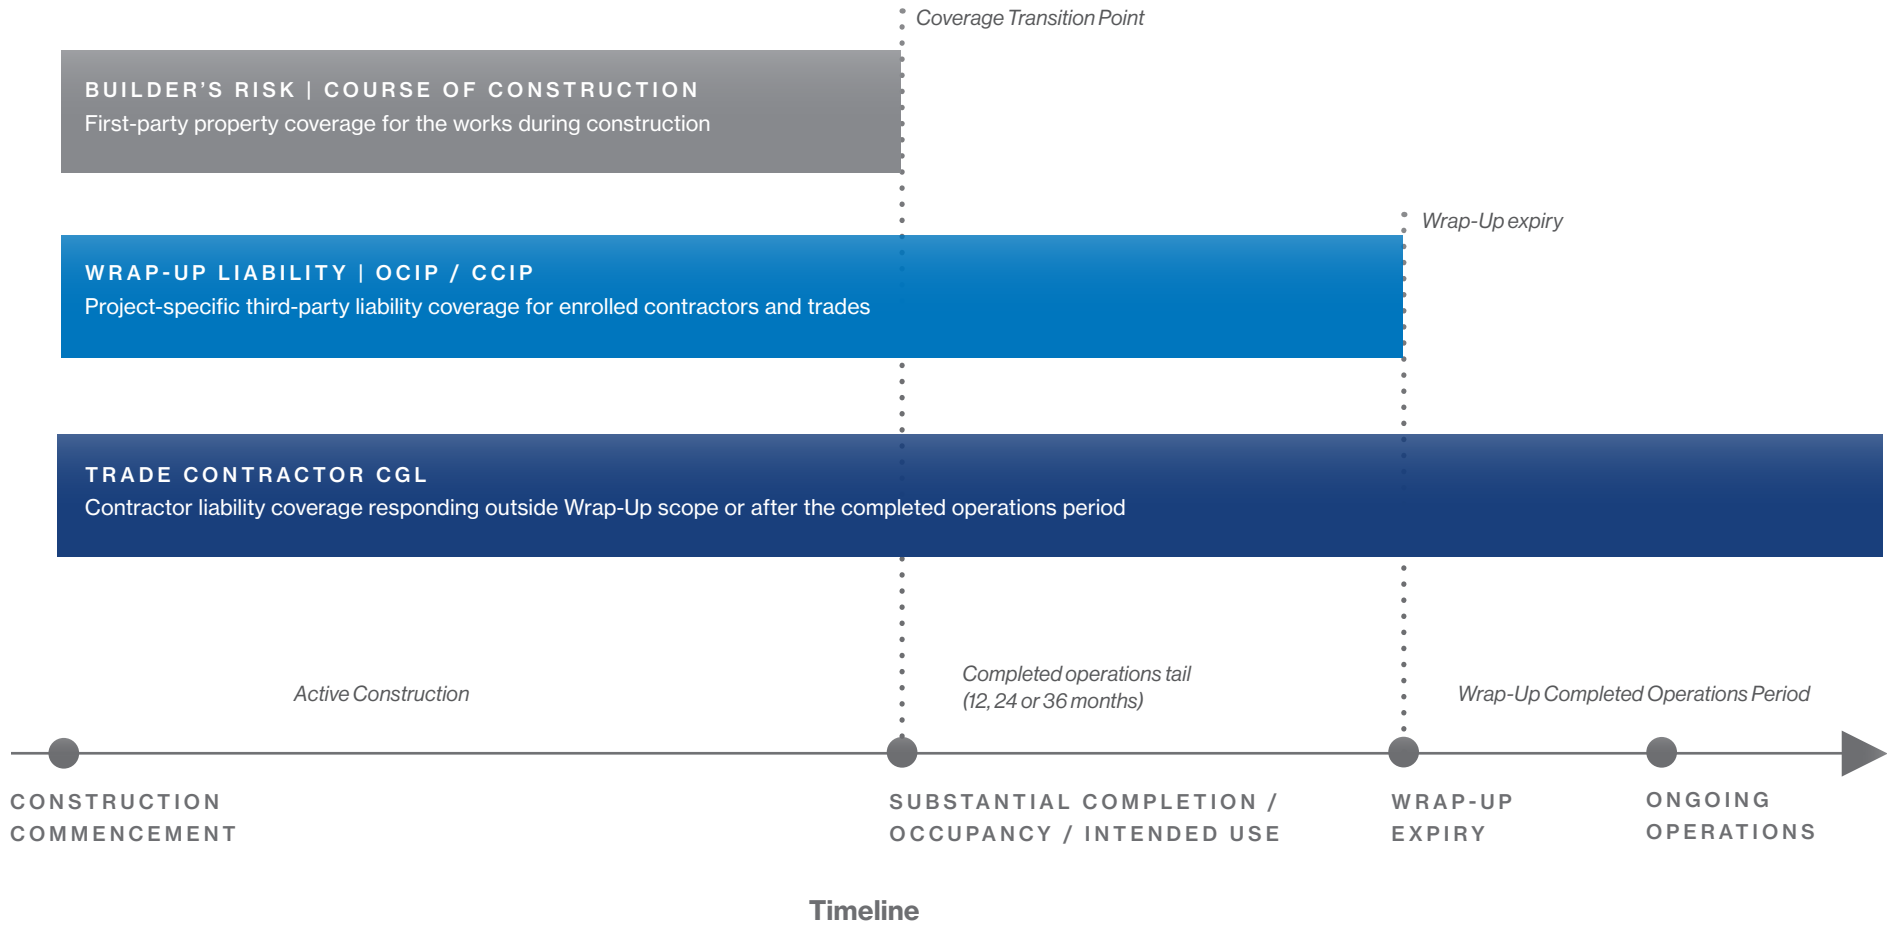 Coverage Transition Point
BUILDER’S RISK | COURSE OF CONSTRUCTION
First-party property coverage for the works during construction
Wrap-Up expiry
WRAP-UP LIABILITY | OCIP / CCIP
Project-specific third-party liability coverage for enrolled contractors and trades
TRADE CONTRACTOR CGL
Contractor liability coverage responding outside Wrap-Up scope or after the completed operations period
Active Construction
Completed operations tail
(12, 24 or 36 months)
Wrap-Up Completed Operations Period
CONSTRUCTION
COMMENCEMENT
SUBSTANTIAL COMPLETION /
OCCUPANCY / INTENDED USE
WRAP-UP
EXPIRY
ONGOING
OPERATIONS
Timeline